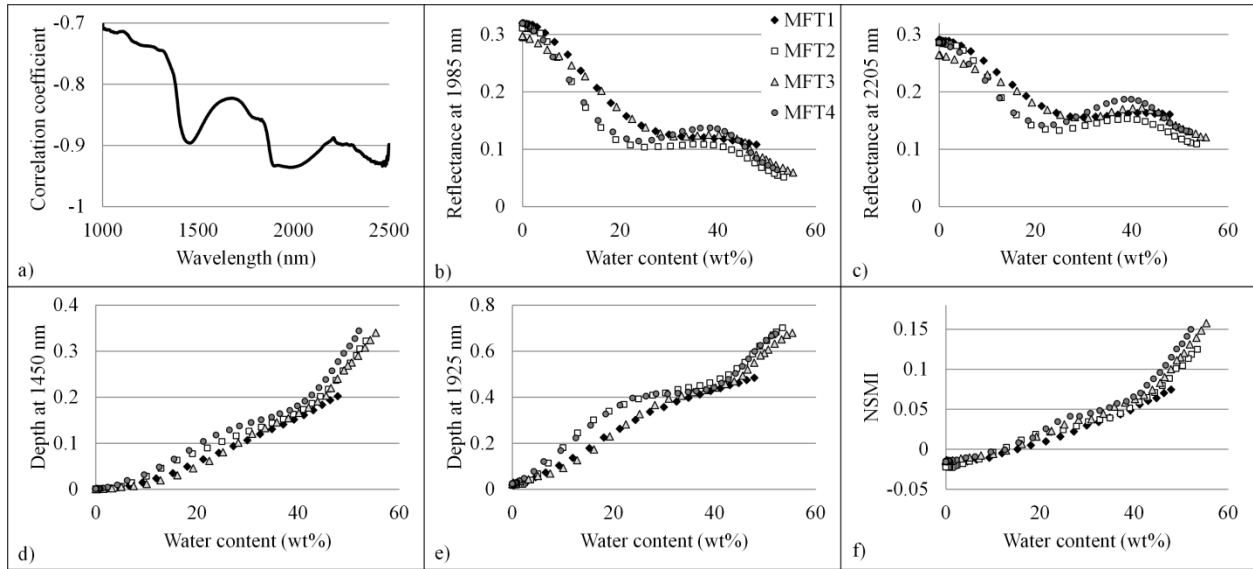 -0.7
-0.8
-0.9
-1
1000
1500
2000
2500
Correlation coefficient
Wavelength (nm)
a)
0.3
0.2
0.1
0
0
20
40
60
Reflectance at 1985 nm
Water content (wt%)
b)
MFT1
MFT2
MFT3
MFT4
0.3
0.2
0.1
0
0
20
40
60
Reflectance at 2205 nm
Water content (wt%)
c)
0.4
0.3
0.2
0.1
0
0
20
40
60
Depth at 1450 nm
Water content (wt%)
d)
0.8
0.6
0.4
0.2
0
0
20
40
60
Depth at 1925 nm
Water content (wt%)
e)
0.15
0.1
0.05
0
-0.05
0
20
40
60
NSMI
Water content (wt%)
f)